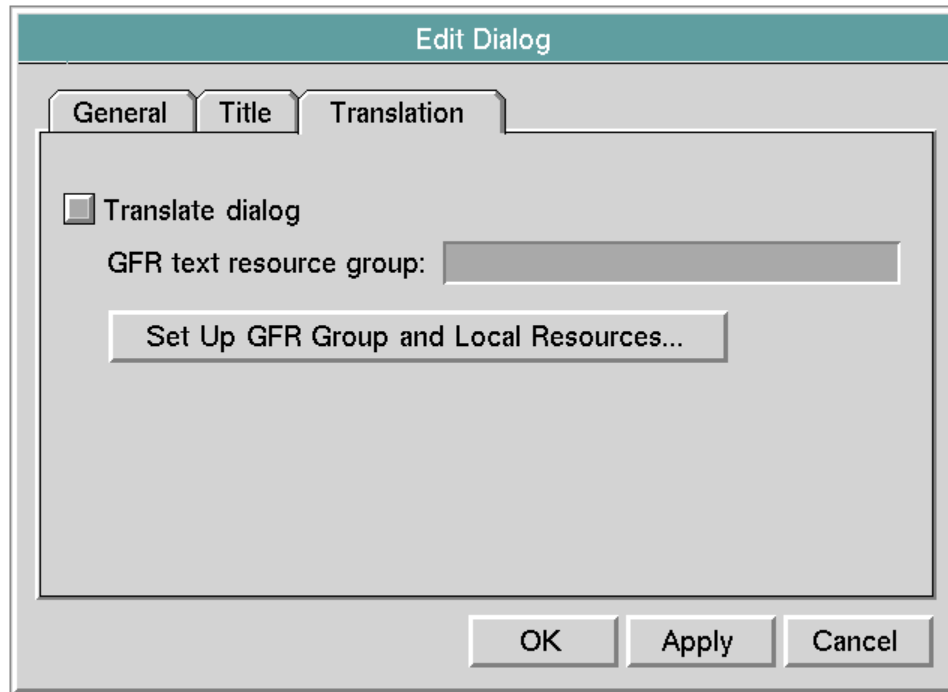 Edit Dialog
General Title Translation
Translate dialog
GFR text resource group:
Set Up GFR Group and Local Resources...
OK Apply Cancel